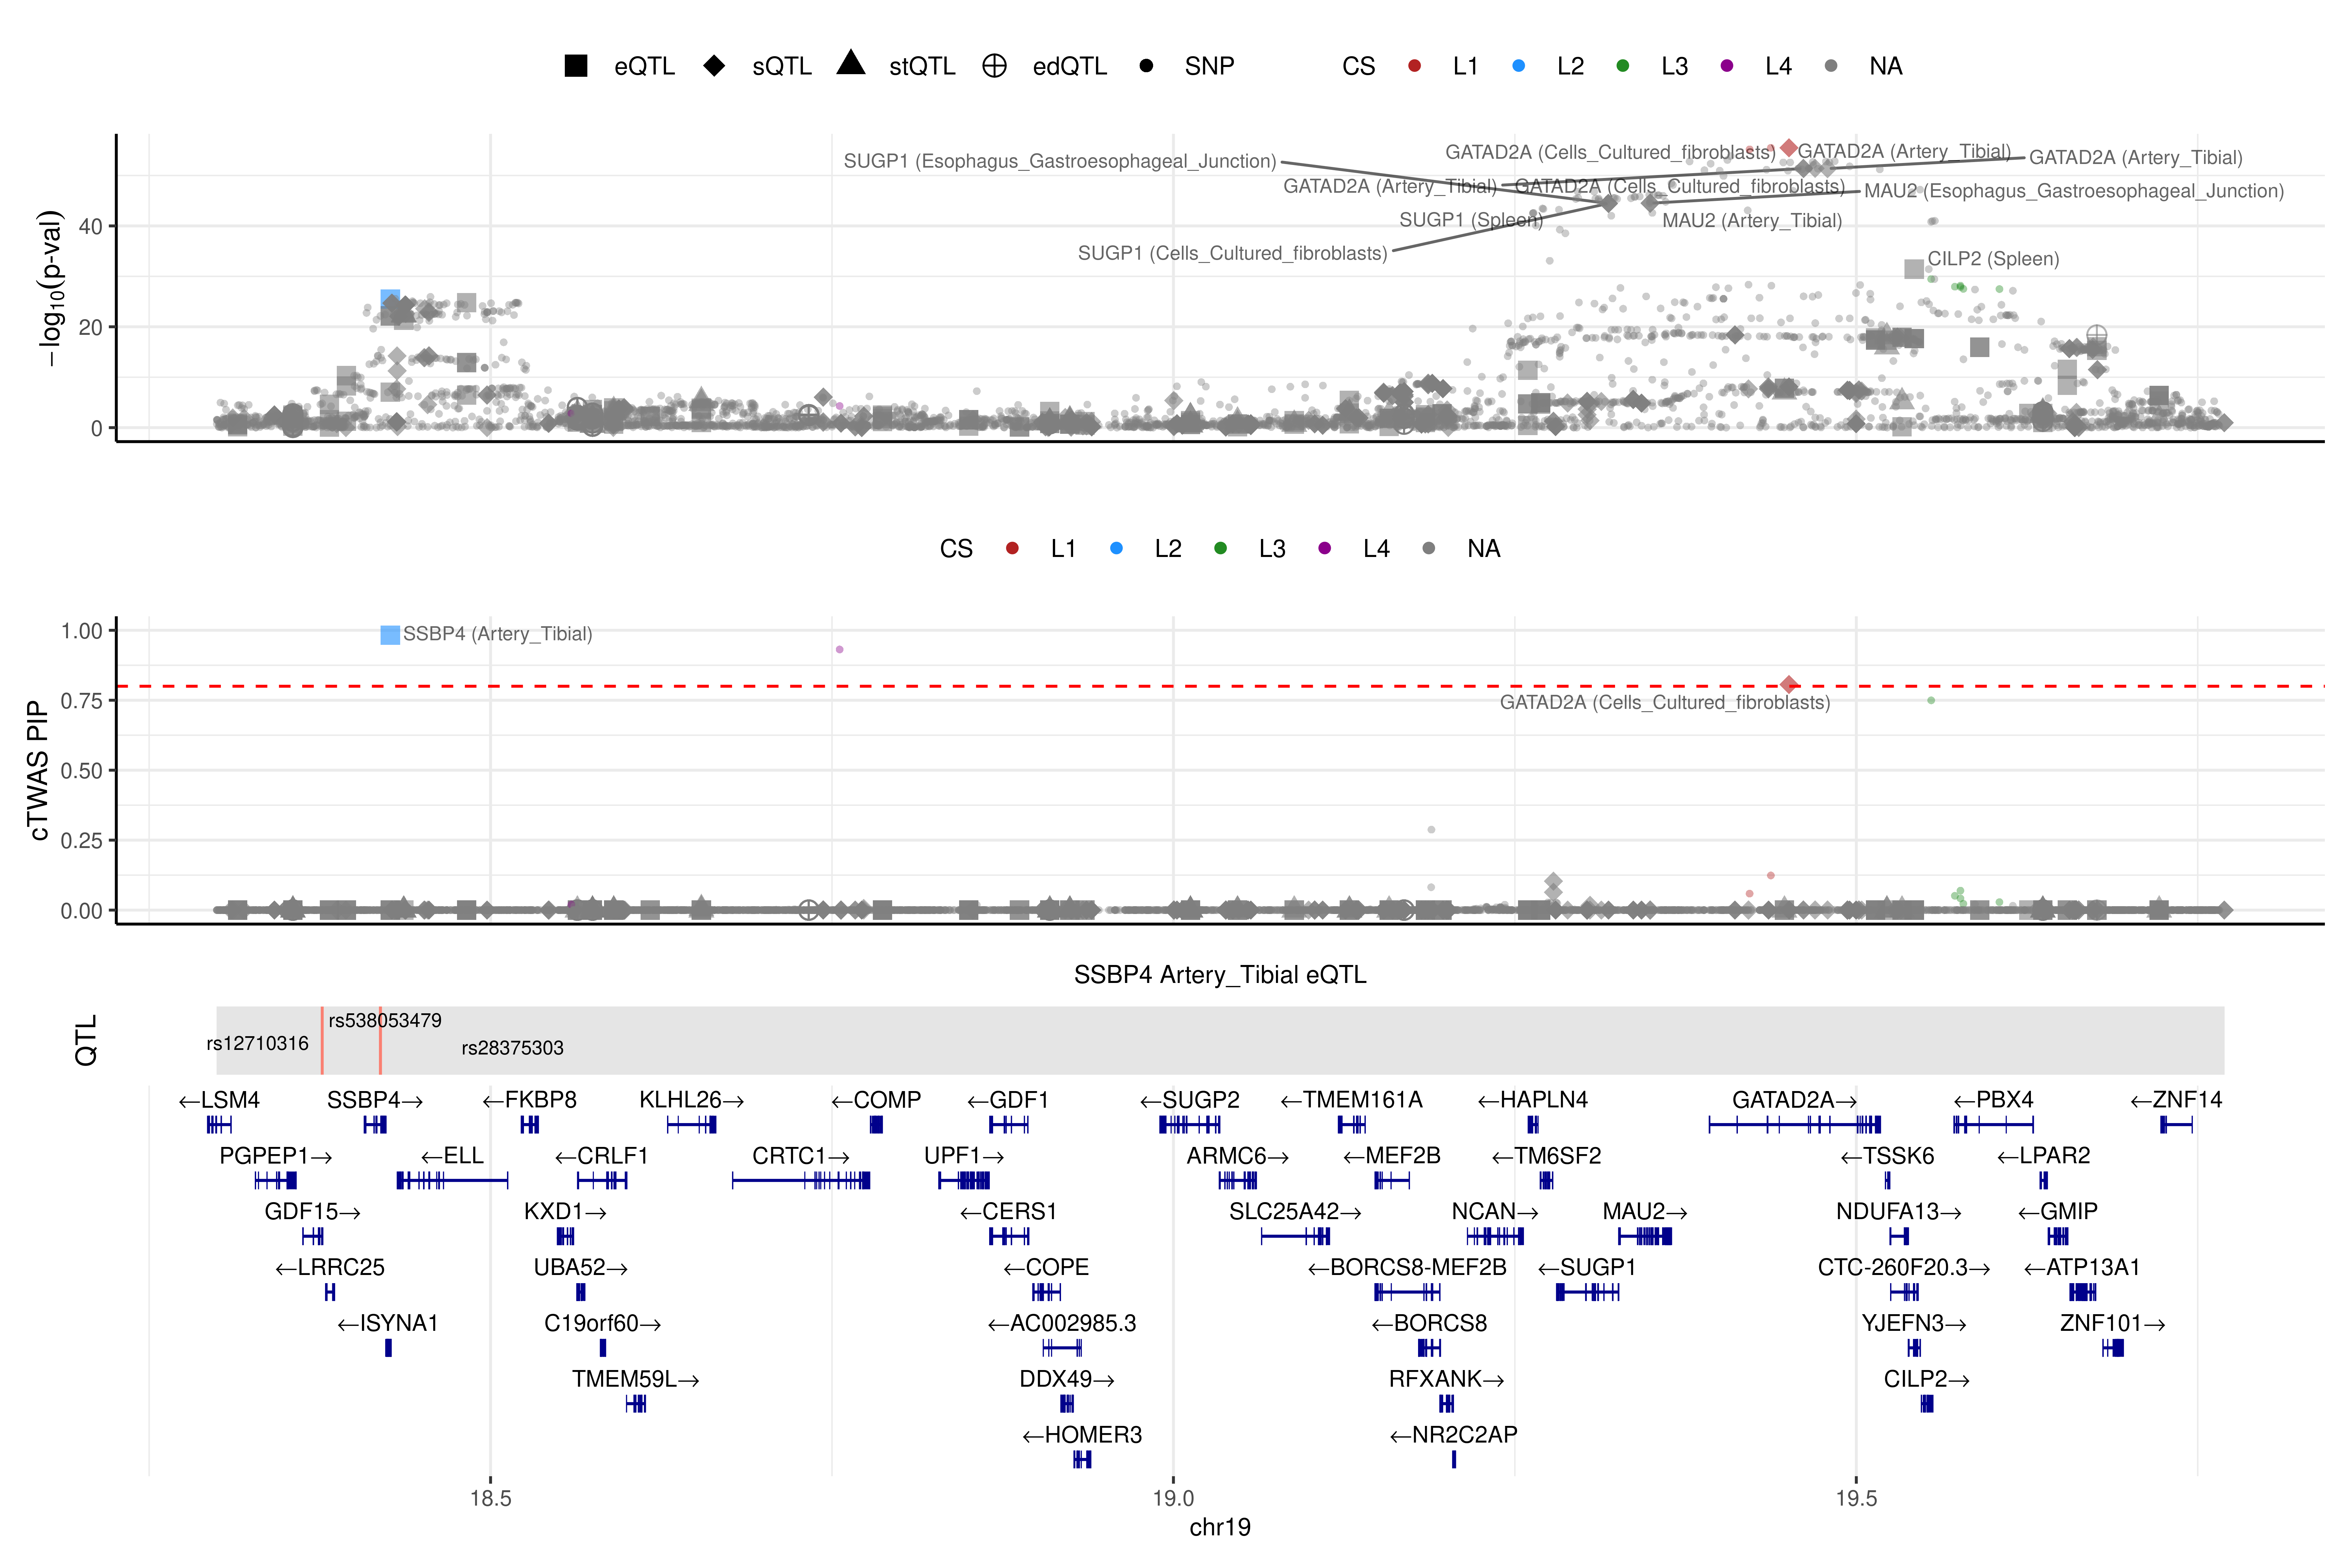 eQTL sQTL stQTL edQTL SNP CS L1 L2 L3 L4 NA
−log10(p-val)
40
20
0
GATAD2A (Cells_Cultured_fibroblasts)
GATAD2A (Artery_Tibial)
GATAD2A (Artery_Tibial)
SUGP1 (Esophagus_Gastroesophageal_Junction)
GATAD2A (Artery_Tibial)
GATAD2A (Cells_Cultured_fibroblasts)
MAU2 (Esophagus_Gastroesophageal_Junction)
SUGP1 (Spleen)
MAU2 (Artery_Tibial)
SUGP1 (Cells_Cultured_fibroblasts)
CILP2 (Spleen)
CS L1 L2 L3 L4 NA
cTWAS PIP
1.00
0.75
0.50
0.25
0.00
SSBP4 (Artery_Tibial)
GATAD2A (Cells_Cultured_fibroblasts)
SSBP4 Artery_Tibial eQTL
QTL
rs538053479
rs12710316
rs28375303
←LSM4 SSBP4→ ←FKBP8 KLHL26→ ←COMP ←GDF1 ←SUGP2 ←TMEM161A ←HAPLN4 GATAD2A→ ←PBX4 ←ZNF14
PGPEP1→ ←ELL ←CRLF1 CRTC1→ UPF1→ ARMC6→ ←MEF2B ←TM6SF2 ←TSSK6 ←LPAR2
GDF15→ KXD1→ ←CERS1 SLC25A42→ NCAN→ MAU2→ NDUFA13→ ←GMIP
←LRRC25 UBA52→ ←COPE ←BORCS8-MEF2B ←SUGP1 CTC-260F20.3→ ←ATP13A1
←ISYNA1 C19orf60→ ←AC002985.3 ←BORCS8 YJEFN3→ ZNF101→
TMEM59L→ DDX49→ RFXANK→ CILP2→
←HOMER3 ←NR2C2AP
18.5 19.0 19.5
chr19